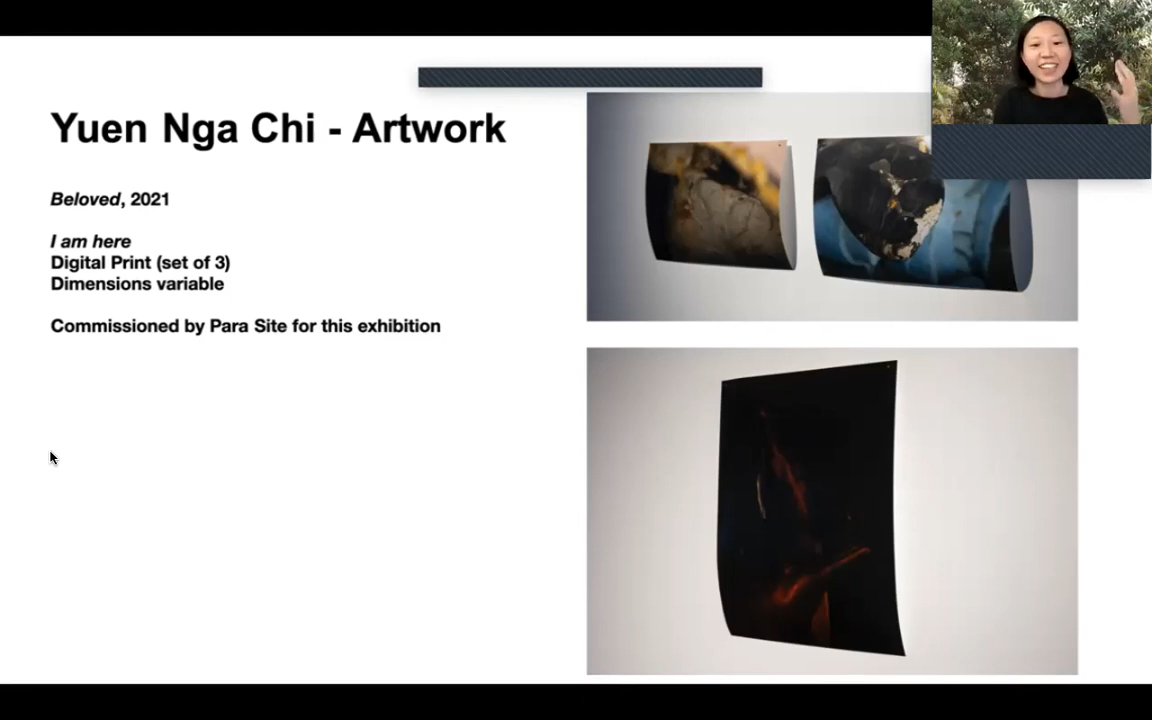 Yuen Nga Chi - Artwork
Beloved, 2021
I am here
Digital Print (set of 3)
Dimensions variable
Commissioned by Para Site for this exhibition